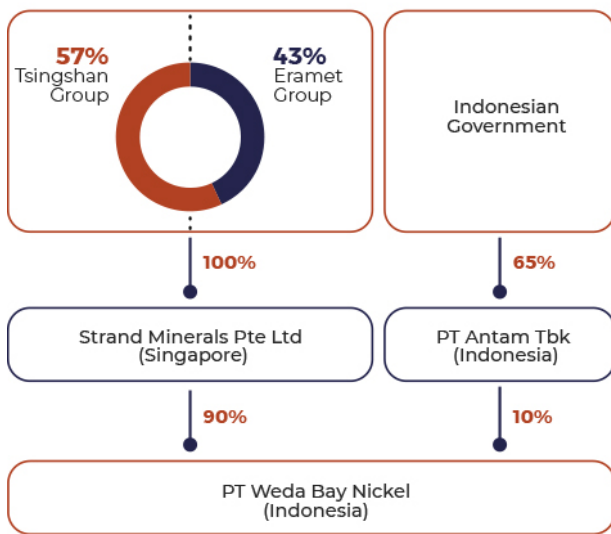 57%
Tsingshan
Group
43%
Eramet
Group
Indonesian
Government
100%
65%
Strand Minerals Pte Ltd
(Singapore)
PT Antam Tbk
(Indonesia)
90%
10%
PT Weda Bay Nickel
(Indonesia)